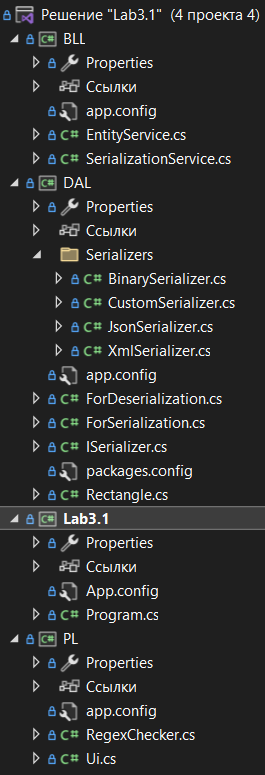 Решение "Lab3.1" (4 проекта 4)
BLL
Properties
Ссылки
app.config
EntityService.cs
SerializationService.cs
DAL
Properties
Ссылки
Serializers
BinarySerializer.cs
CustomSerializer.cs
JsonSerializer.cs
XmlSerializer.cs
app.config
ForDeserialization.cs
ForSerialization.cs
ISerializer.cs
packages.config
Rectangle.cs
Lab3.1
Properties
Ссылки
App.config
Program.cs
PL
Properties
Ссылки
app.config
RegexChecker.cs
Ui.cs